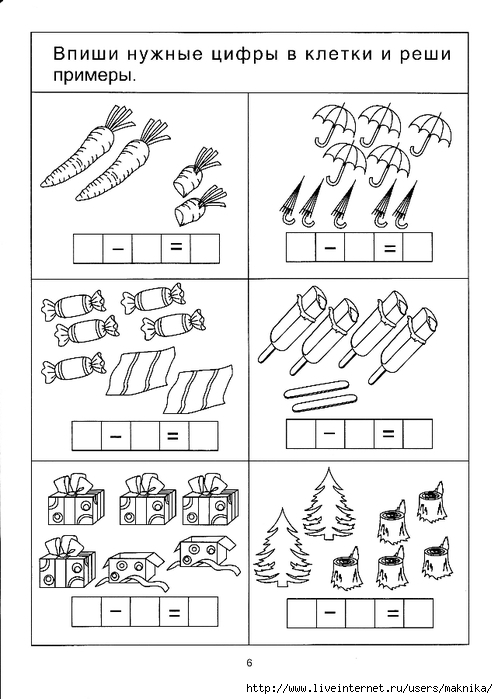 Впиши нужные цифры в клетки и реши
примеры.
– =
– =
– =
– =
– =
– =
6
http://www.liveinternet.ru/users/maknika/